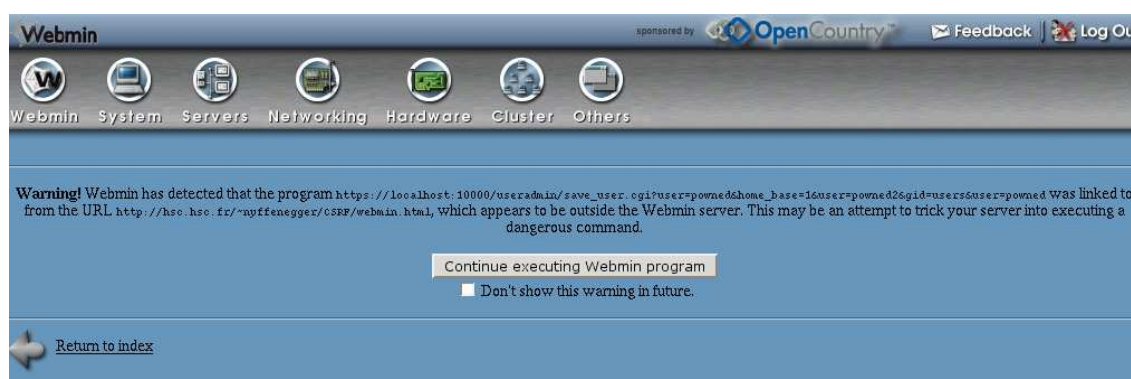 Webmin
sponsored by OpenCountry™ Feedback Log Ou
Webmin System Servers Networking Hardware Cluster Others
Warning! Webmin has detected that the program https://localhost:10000/useradmin/save_user.cgi?user=powned&home_base=1&user=powned2&gid=users&user=powned was linked to
from the URL http://hsc.hsc.fr/~nyffenegger/CSRF/webmin.html, which appears to be outside the Webmin server. This may be an attempt to trick your server into executing a
dangerous command.
Continue executing Webmin program
Don't show this warning in future.
Return to index